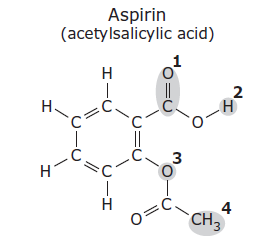 Aspirin
(acetylsalicylic acid)
1
H O
2
H C C H
C C O
3
C C O
H C
H C 4
O CH3